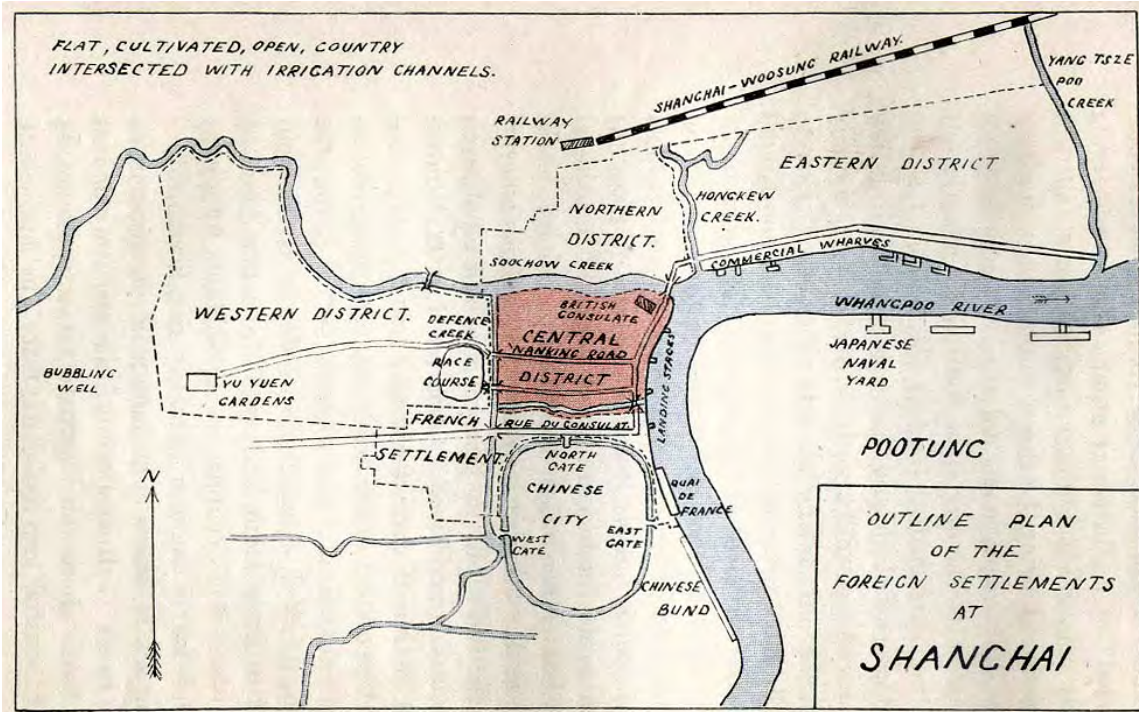 FLAT, CULTIVATED, OPEN, COUNTRY
INTERSECTED WITH IRRIGATION CHANNELS.
SHANGHAI-WOOSUNG RAILWAY.
YANG TSZE
POO
CREEK
RAILWAY
STATION
EASTERN DISTRICT
HONGKEW
CREEK.
NORTHERN
DISTRICT.
SOOCHOW CREEK
COMMERCIAL WHARVES
WHANGPOO RIVER
JAPANESE
NAVAL
YARD
WESTERN DISTRICT.
DEFENCE
CREEK
BRITISH
CONSULATE
CENTRAL
NANKING ROAD
DISTRICT
RACE
COURSE
BUBBLING
WELL
YU YUEN
GARDENS
LANDING STAGES
FRENCH
SETTLEMENT.
RUE DU CONSULAT.
NORTH
GATE
CHINESE
CITY
WEST
GATE
EAST
GATE
QUAI
DE
FRANCE
CHINESE
BUND
POOTUNG
N
OUTLINE PLAN
OF THE
FOREIGN SETTLEMENTS
AT
SHANGHAI